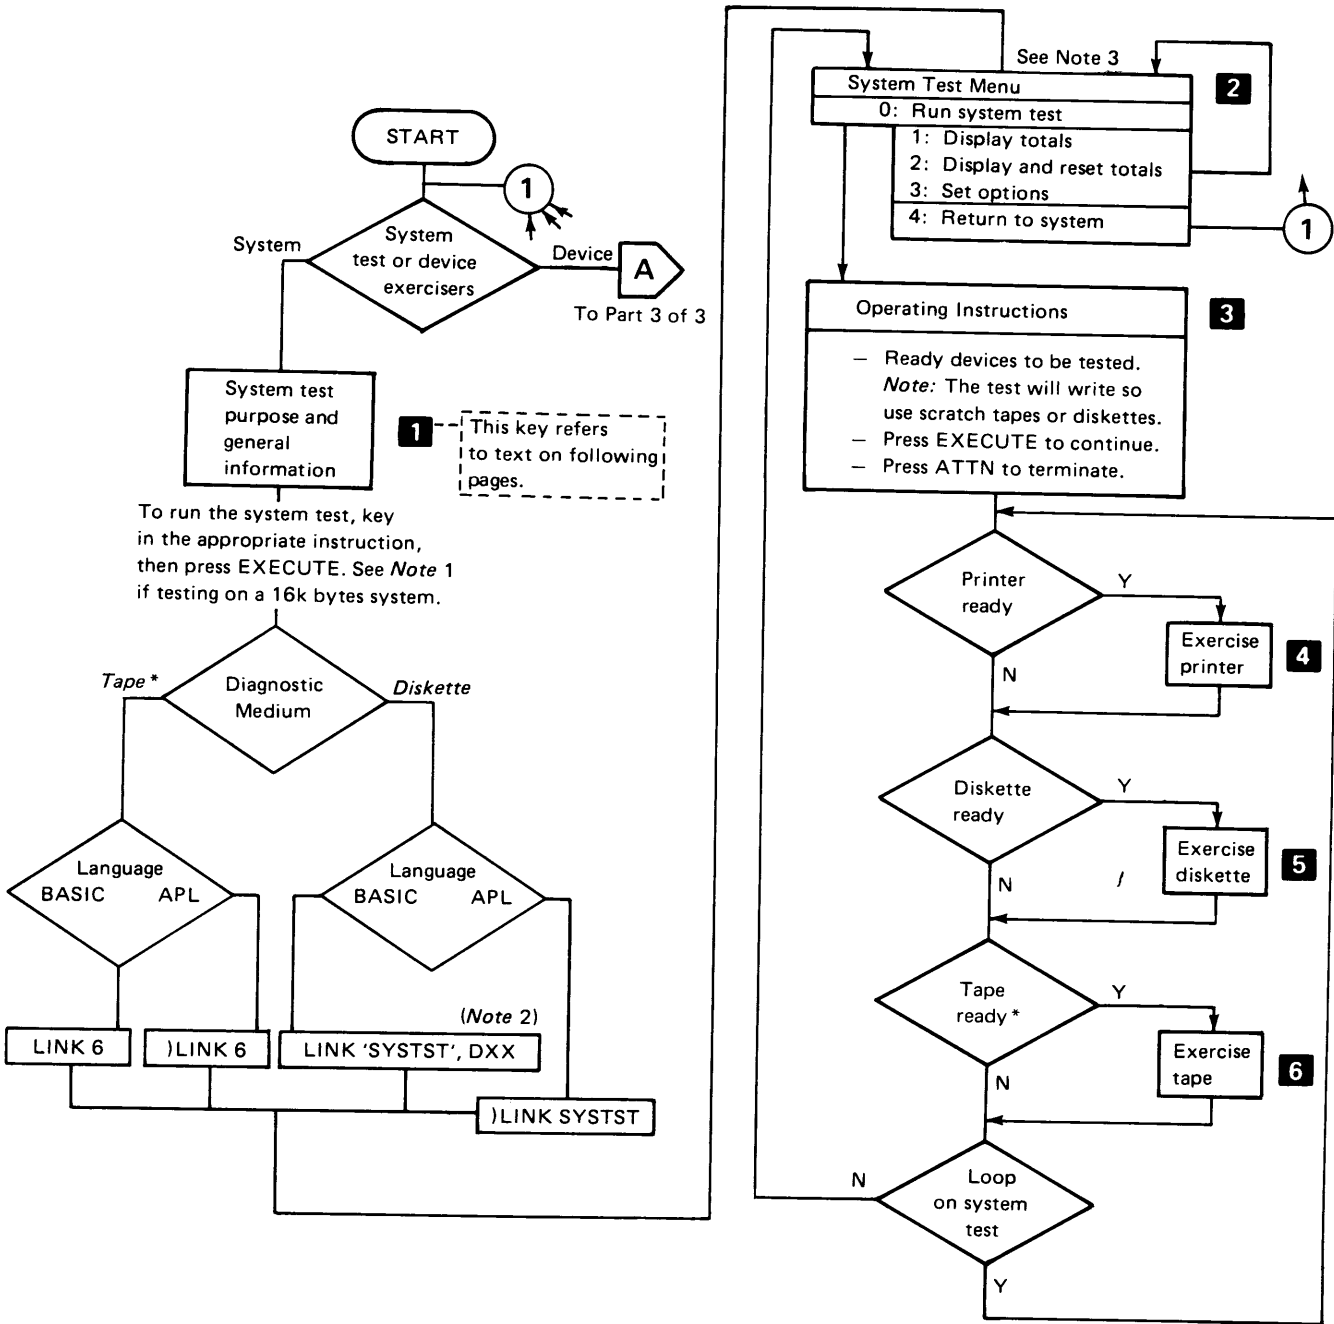 START
1
System
System
test or device
exercisers
Device
A
To Part 3 of 3
System test
purpose and
general
information
1
This key refers
to text on following
pages.
To run the system test, key
in the appropriate instruction,
then press EXECUTE. See Note 1
if testing on a 16k bytes system.
Tape *
Diagnostic
Medium
Diskette
Language
BASIC APL
Language
BASIC APL
(Note 2)
LINK 6
)LINK 6
LINK 'SYSTST', DXX
)LINK SYSTST
See Note 3
System Test Menu
2
0: Run system test
1: Display totals
2: Display and reset totals
3: Set options
4: Return to system
1
Operating Instructions
3
— Ready devices to be tested.
Note: The test will write so
use scratch tapes or diskettes.
— Press EXECUTE to continue.
— Press ATTN to terminate.
Printer
ready
Y
Exercise
printer
4
N
Diskette
ready
Y
Exercise
diskette
5
N
Tape
ready *
Y
Exercise
tape
6
N
Loop
on system
test
N
Y